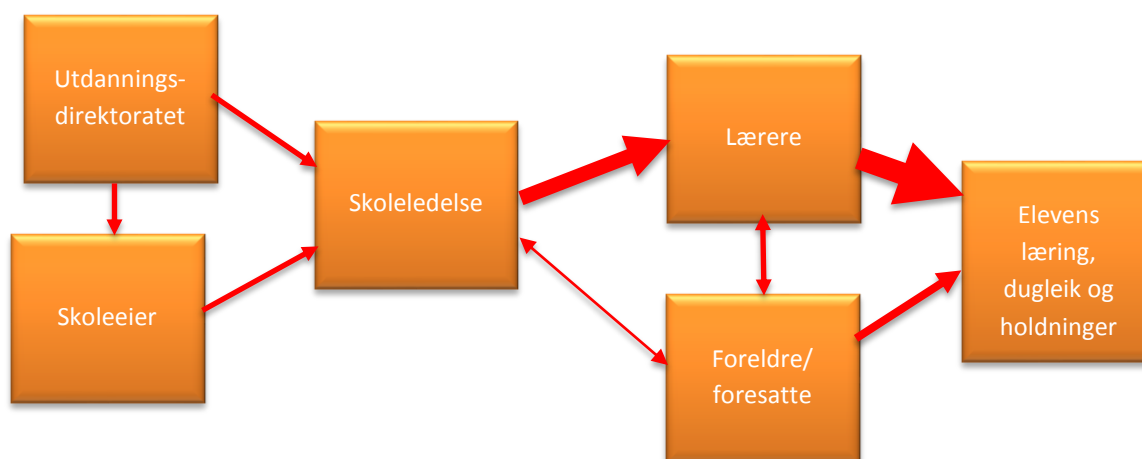 Utdannings-
direktoratet
Skoleeier
Skoleledelse
Lærere
Foreldre/
foresatte
Elevens
læring,
dugleik og
holdninger